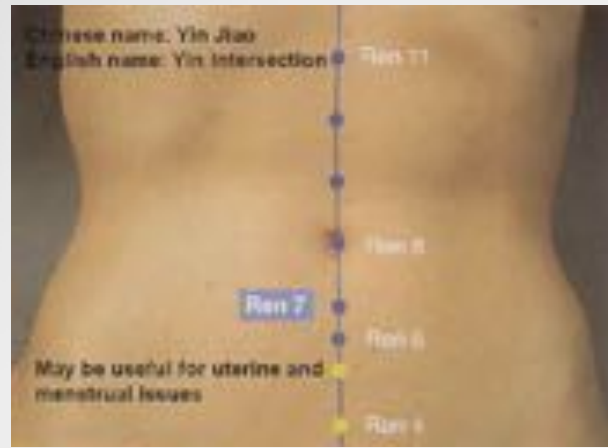 Chinese name: Yin Jiao
English name: Yin Intersection
Ren 11
Ren 8
Ren 7
Ren 6
May be useful for uterine and
menstrual issues
Ren 4